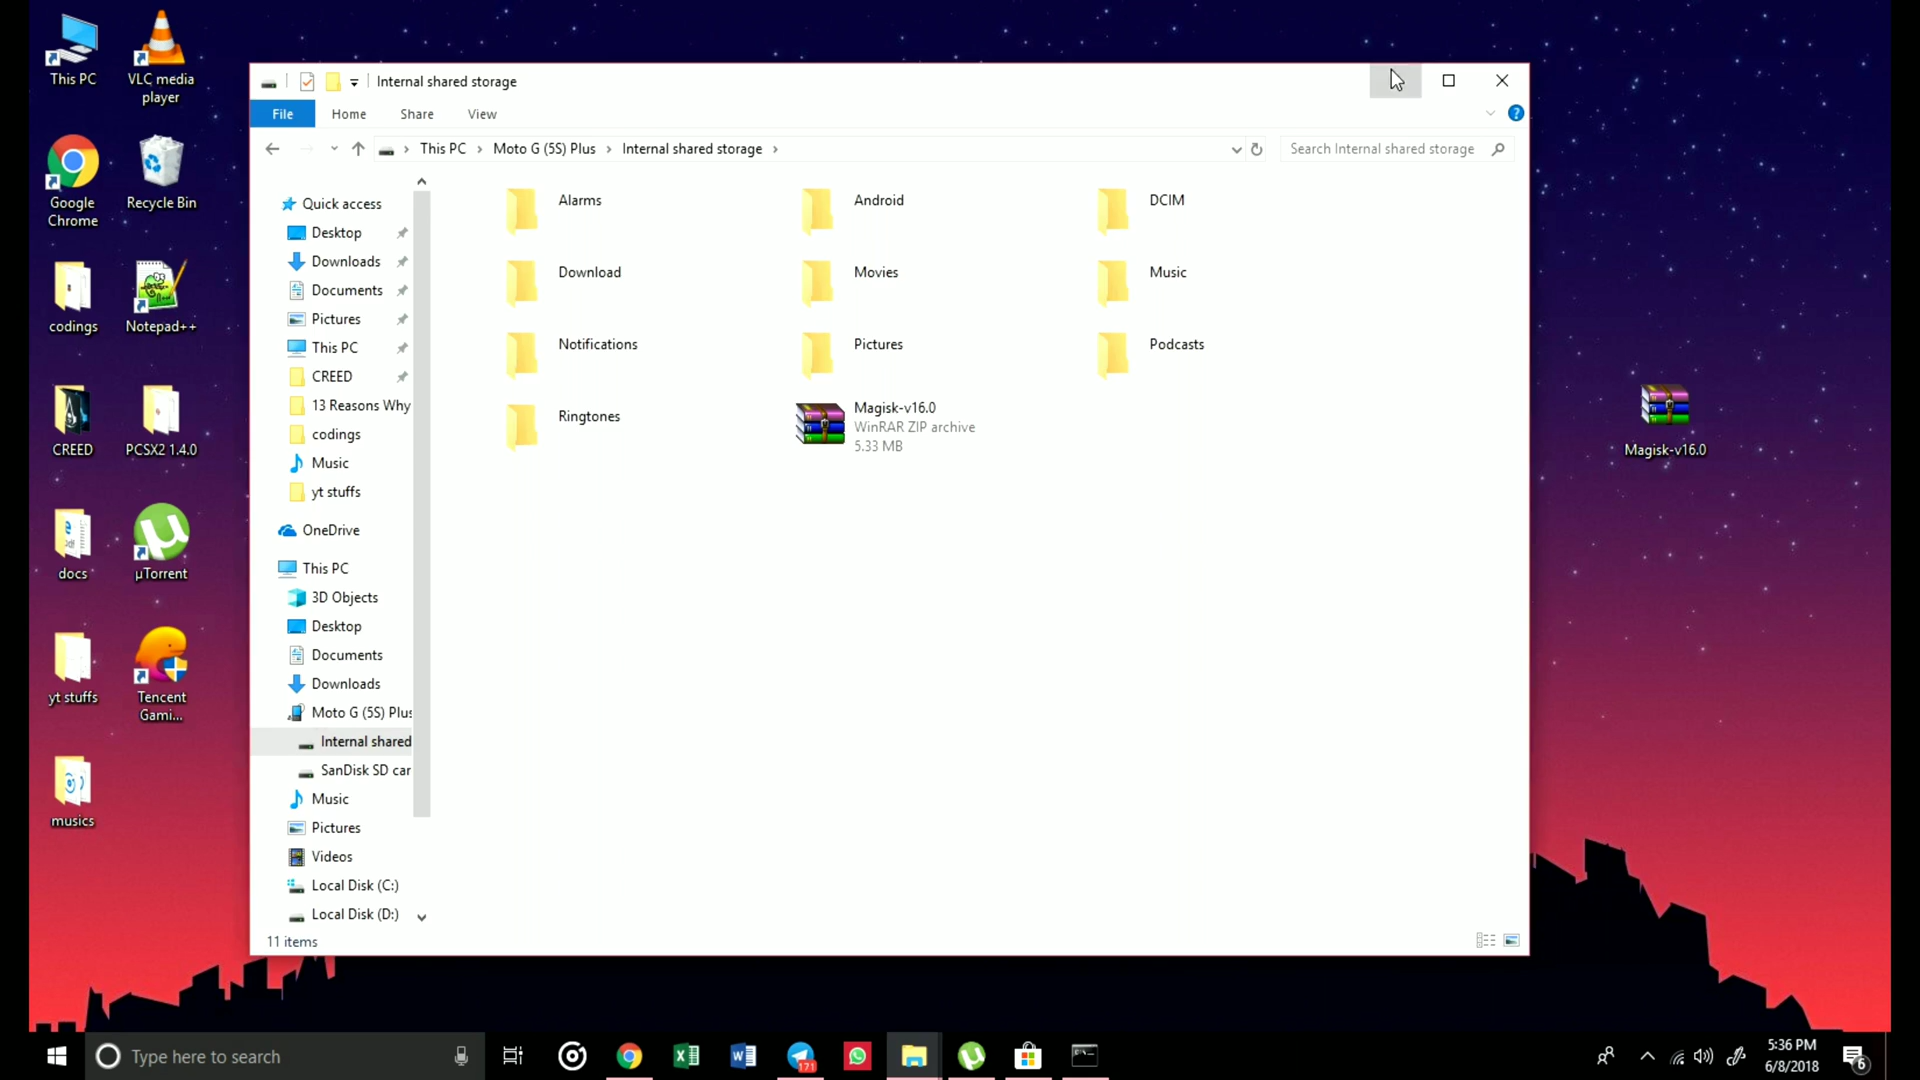 This PC
VLC media
player
Google
Chrome
Recycle Bin
codings
Notepad++
CREED
PCSX2 1.4.0
docs
µTorrent
yt stuffs
Tencent
Gami...
musics
Internal shared storage
File
Home
Share
View
This PC
Moto G (5S) Plus
Internal shared storage
Search Internal shared storage
Quick access
Desktop
Downloads
Documents
Pictures
This PC
CREED
13 Reasons Why
codings
Music
yt stuffs
OneDrive
This PC
3D Objects
Desktop
Documents
Downloads
Moto G (5S) Plus
Internal shared
SanDisk SD car
Music
Pictures
Videos
Local Disk (C:)
Local Disk (D:)
Alarms
Android
DCIM
Download
Movies
Music
Notifications
Pictures
Podcasts
Ringtones
Magisk-v16.0
WinRAR ZIP archive
5.33 MB
11 items
Magisk-v16.0
Type here to search
171
5:36 PM
6/8/2018
6